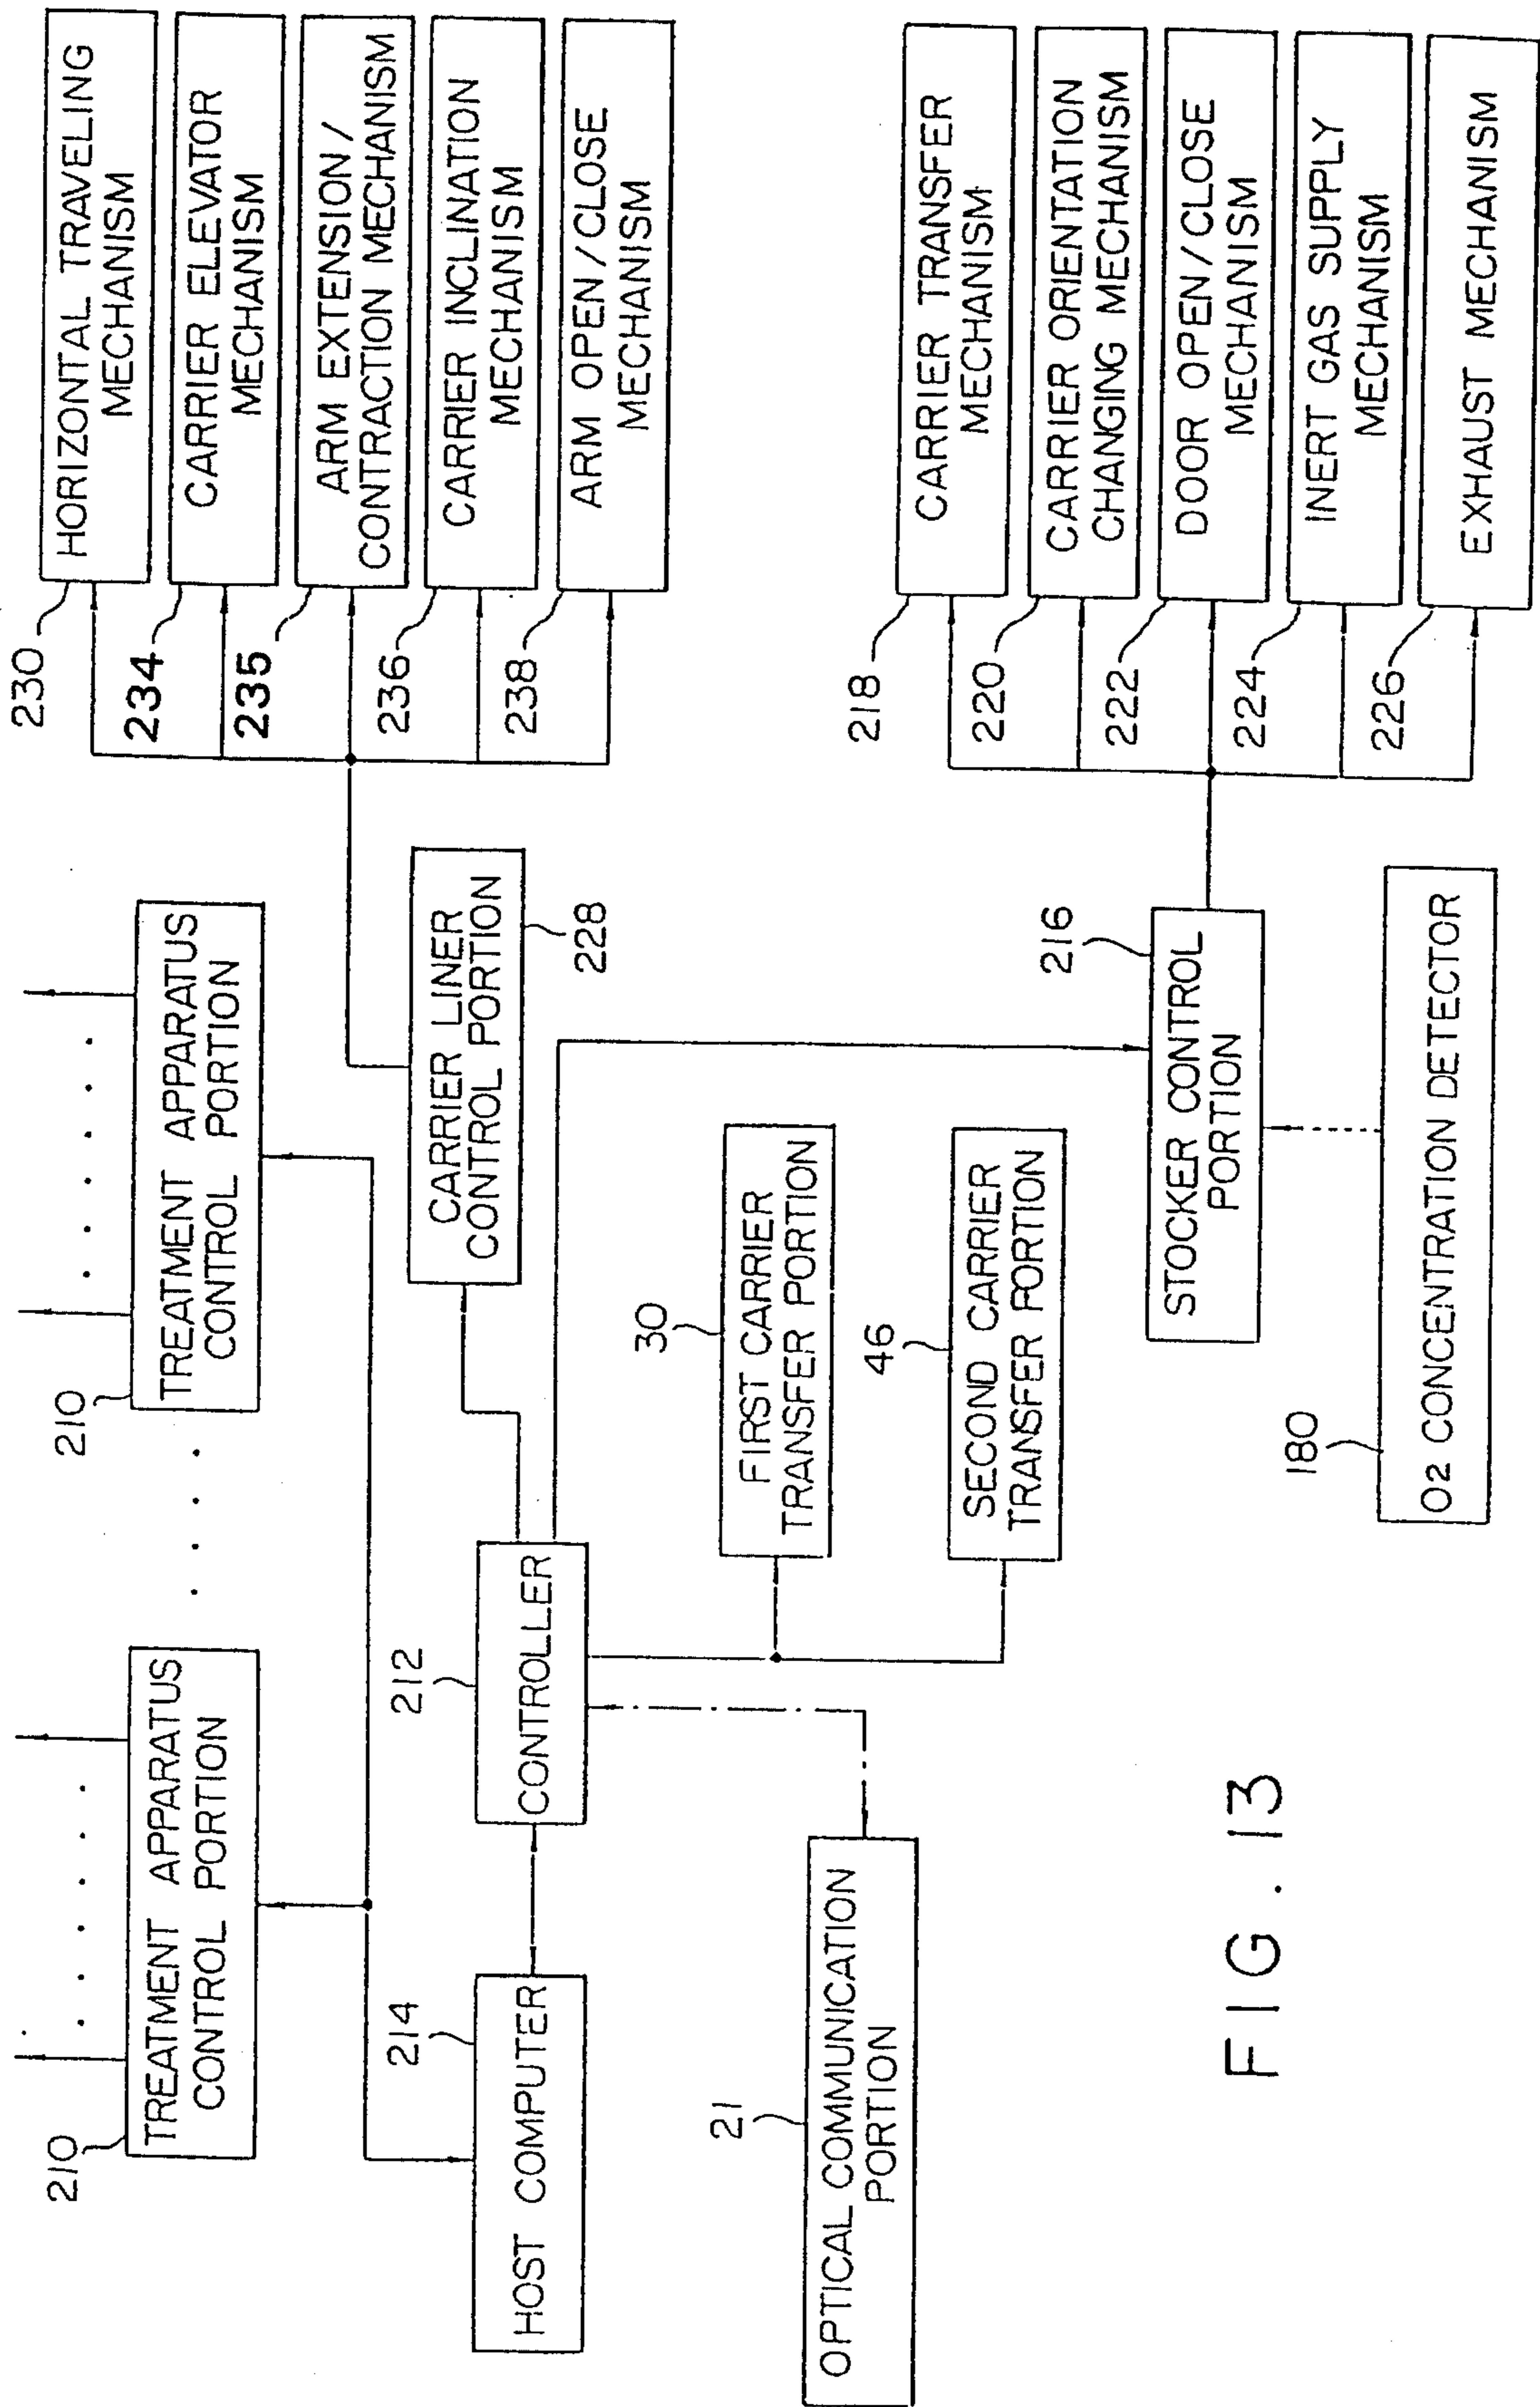 210
TREATMENT APPARATUS
CONTROL PORTION
. . . . .
. . . .
210
TREATMENT APPARATUS
CONTROL PORTION
. . . . . .
214
HOST COMPUTER
212
CONTROLLER
CARRIER LINER
CONTROL PORTION
228
230
HORIZONTAL TRAVELING
MECHANISM
234
CARRIER ELEVATOR
MECHANISM
235
ARM EXTENSION /
CONTRACTION MECHANISM
236
CARRIER INCLINATION
MECHANISM
238
ARM OPEN/CLOSE
MECHANISM
21
OPTICAL COMMUNICATION
PORTION
30
FIRST CARRIER
TRANSFER PORTION
46
SECOND CARRIER
TRANSFER PORTION
216
STOCKER CONTROL
PORTION
180
O2 CONCENTRATION DETECTOR
218
CARRIER TRANSFER
MECHANISM
220
CARRIER ORIENTATION
CHANGING MECHANISM
222
DOOR OPEN/CLOSE
MECHANISM
224
INERT GAS SUPPLY
MECHANISM
226
EXHAUST MECHANISM
FIG. 13